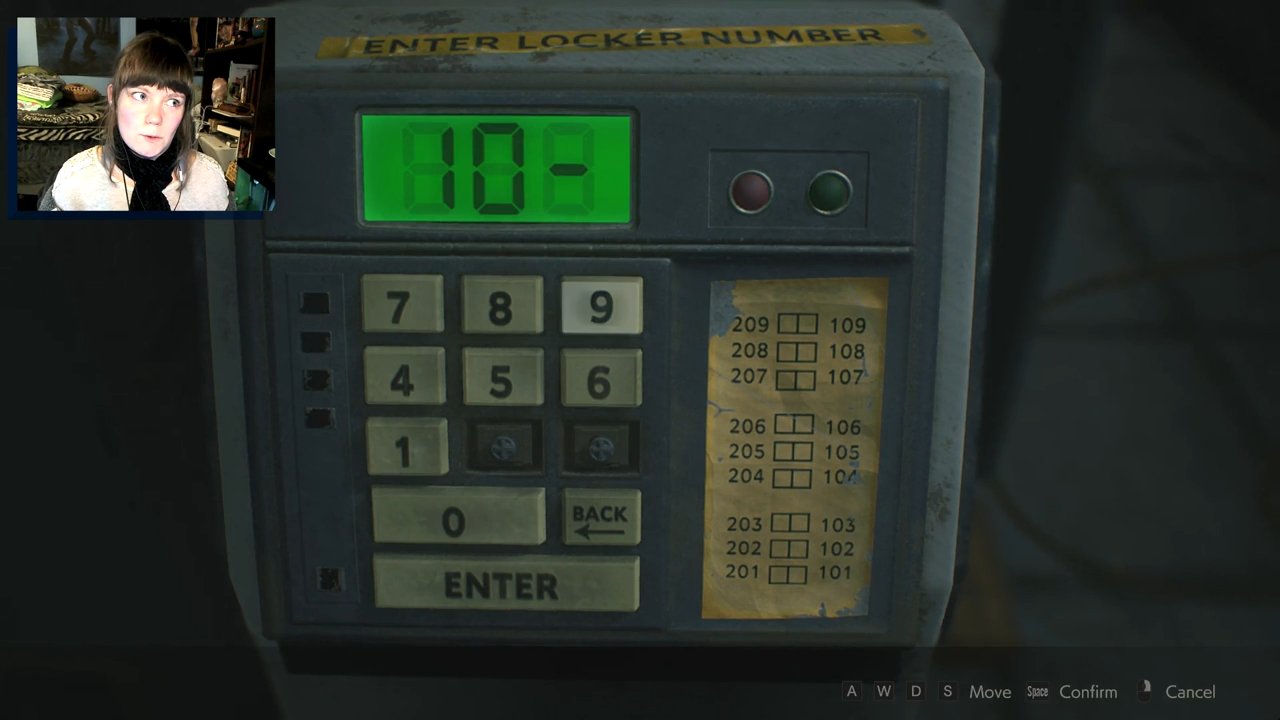 ENTER LOCKER NUMBER
10-
7 8 9
4 5 6
1
0 BACK
ENTER
209 109
208 108
207 107
206 106
205 105
204 104
203 103
202 102
201 101
A W D S Move Space Confirm Cancel